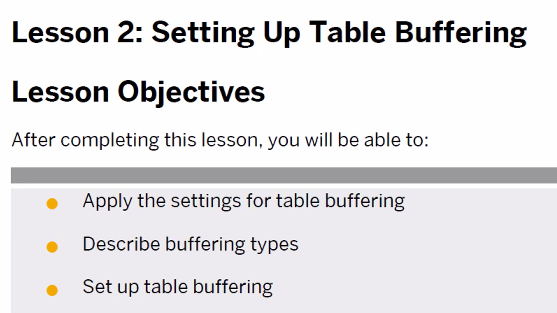 Lesson 2: Setting Up Table Buffering
Lesson Objectives
After completing this lesson, you will be able to:
Apply the settings for table buffering
Describe buffering types
Set up table buffering